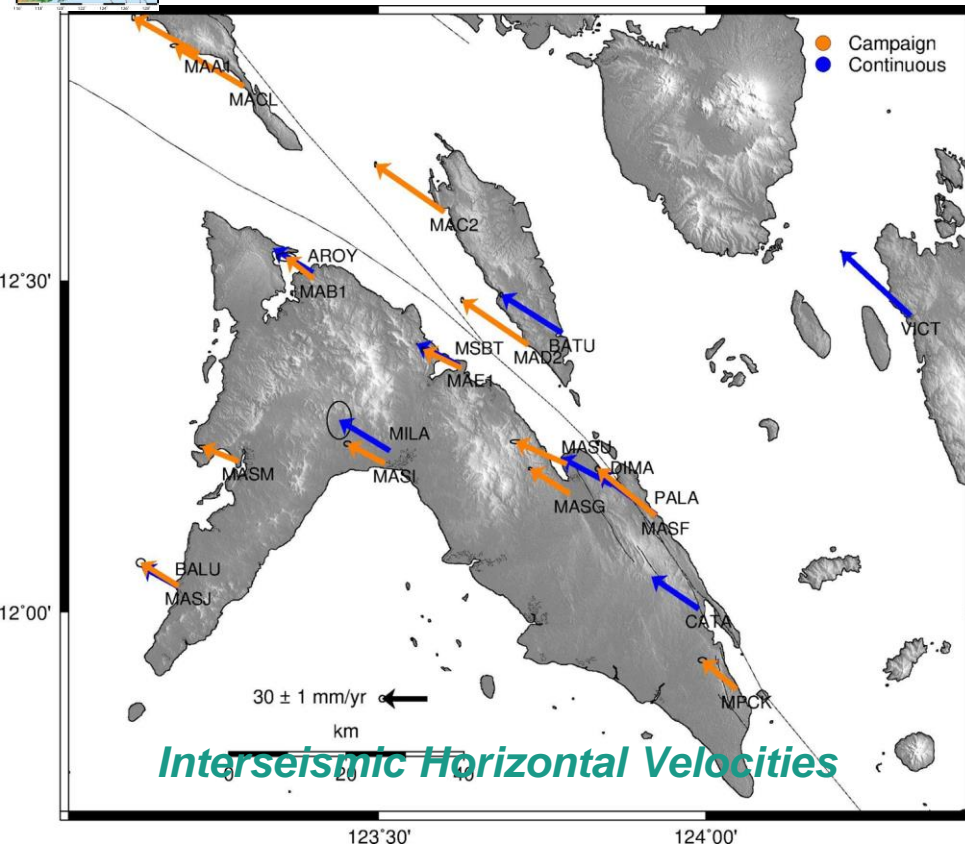 Campaign
Continuous
MAA1
MACL
MAC2
12°30'
AROY
MAB1
VICT
BATU
MAD2
MSBT
MAE1
MILA
MASI
MASM
MASU
DIMA
MASG
PALA
MASF
BALU
MASJ
12°00'
CATA
MPCK
30 ± 1 mm/yr
km
0 20 40
Interseismic Horizontal Velocities
123°30' 124°00'